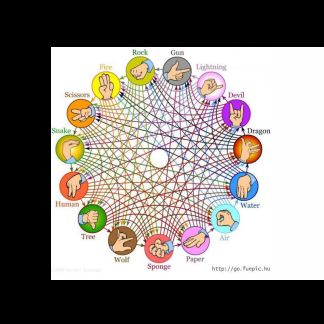 Rock
Gun
Fire
Lightning
Scissors
Devil
Snake
Dragon
Human
Water
Tree
Air
Wolf
Paper
Sponge
http://go.funpic.hu